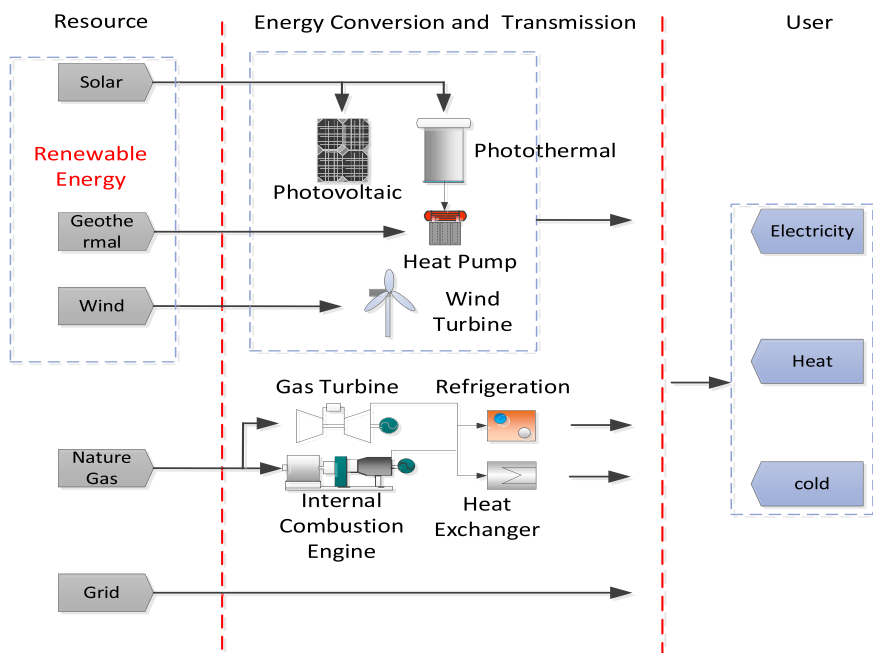 Resource
Energy Conversion and Transmission
User
Solar
Renewable
Energy
Photovoltaic
Photothermal
Geothe
rmal
Heat Pump
Wind
Wind
Turbine
Electricity
Heat
cold
Gas Turbine
Refrigeration
Nature
Gas
Internal
Combustion
Engine
Heat
Exchanger
Grid